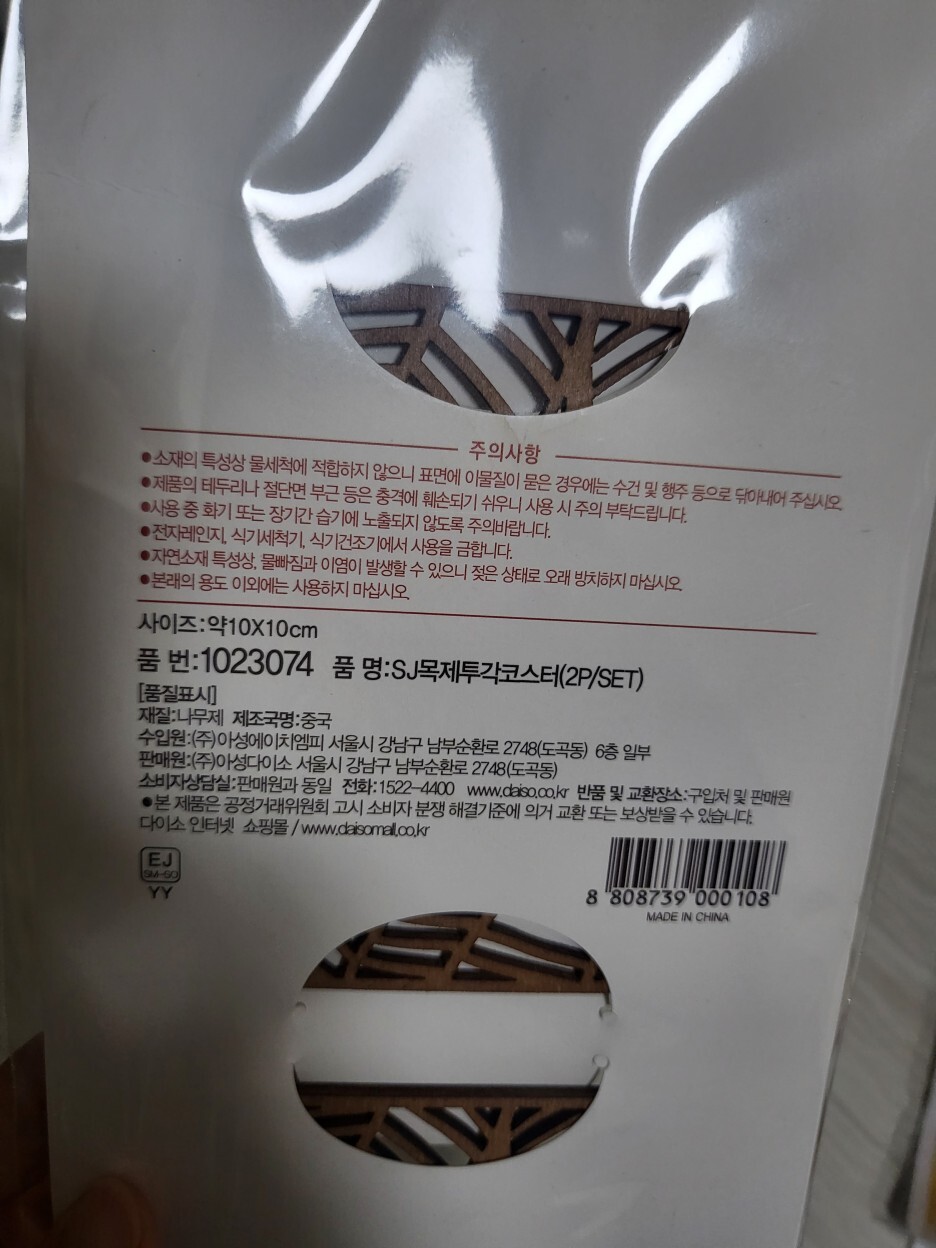 주의사항
●소재의 특성상 물세척에 적합하지 않으니 표면에 이물질이 묻은 경우에는 수건 및 행주 등으로 닦아내어 주십시오.
●제품의 테두리나 절단면 부근 등은 충격에 훼손되기 쉬우니 사용 시 주의 부탁드립니다.
●사용 중 화기 또는 장기간 습기에 노출되지 않도록 주의바랍니다.
●전자레인지, 식기세척기, 식기건조기에서 사용을 금합니다.
●자연소재 특성상, 물빠짐과 이염이 발생할 수 있으니 젖은 상태로 오래 방치하지 마십시오.
●본래의 용도 이외에는 사용하지 마십시오.
사이즈:약10X10cm
품 번:1023074 품 명:SJ목제투각코스터(2P/SET)
[품질표시]
재질:나무제 제조국명:중국
수입원:(주)아성에이치엠피 서울시 강남구 남부순환로 2748(도곡동) 6층 일부
판매원:(주)아성다이소 서울시 강남구 남부순환로 2748(도곡동)
소비자상담실:판매원과 동일 전화:1522-4400 www.daiso.co.kr 반품 및 교환장소:구입처 및 판매원
●본 제품은 공정거래위원회 고시 소비자 분쟁 해결기준에 의거 교환 또는 보상받을 수 있습니다.
다이소 인터넷 쇼핑몰 / www.daisomall.co.kr
EJ
SM-SO
YY
8 808739 000108
MADE IN CHINA